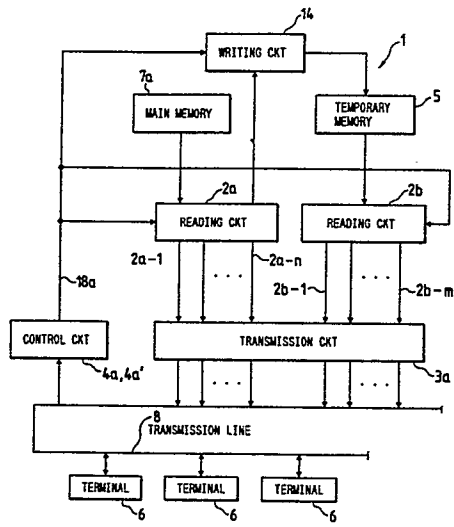 14
WRITING CKT
1
7a
MAIN MEMORY
TEMPORARY MEMORY
5
2a
2b
READING CKT
READING CKT
2a-1
2a-n
...
...
2b-1
2b-m
18a
CONTROL CKT
TRANSMISSION CKT
4a, 4a'
3a
...
...
8
TRANSMISSION LINE
TERMINAL
TERMINAL
TERMINAL
6
6
6